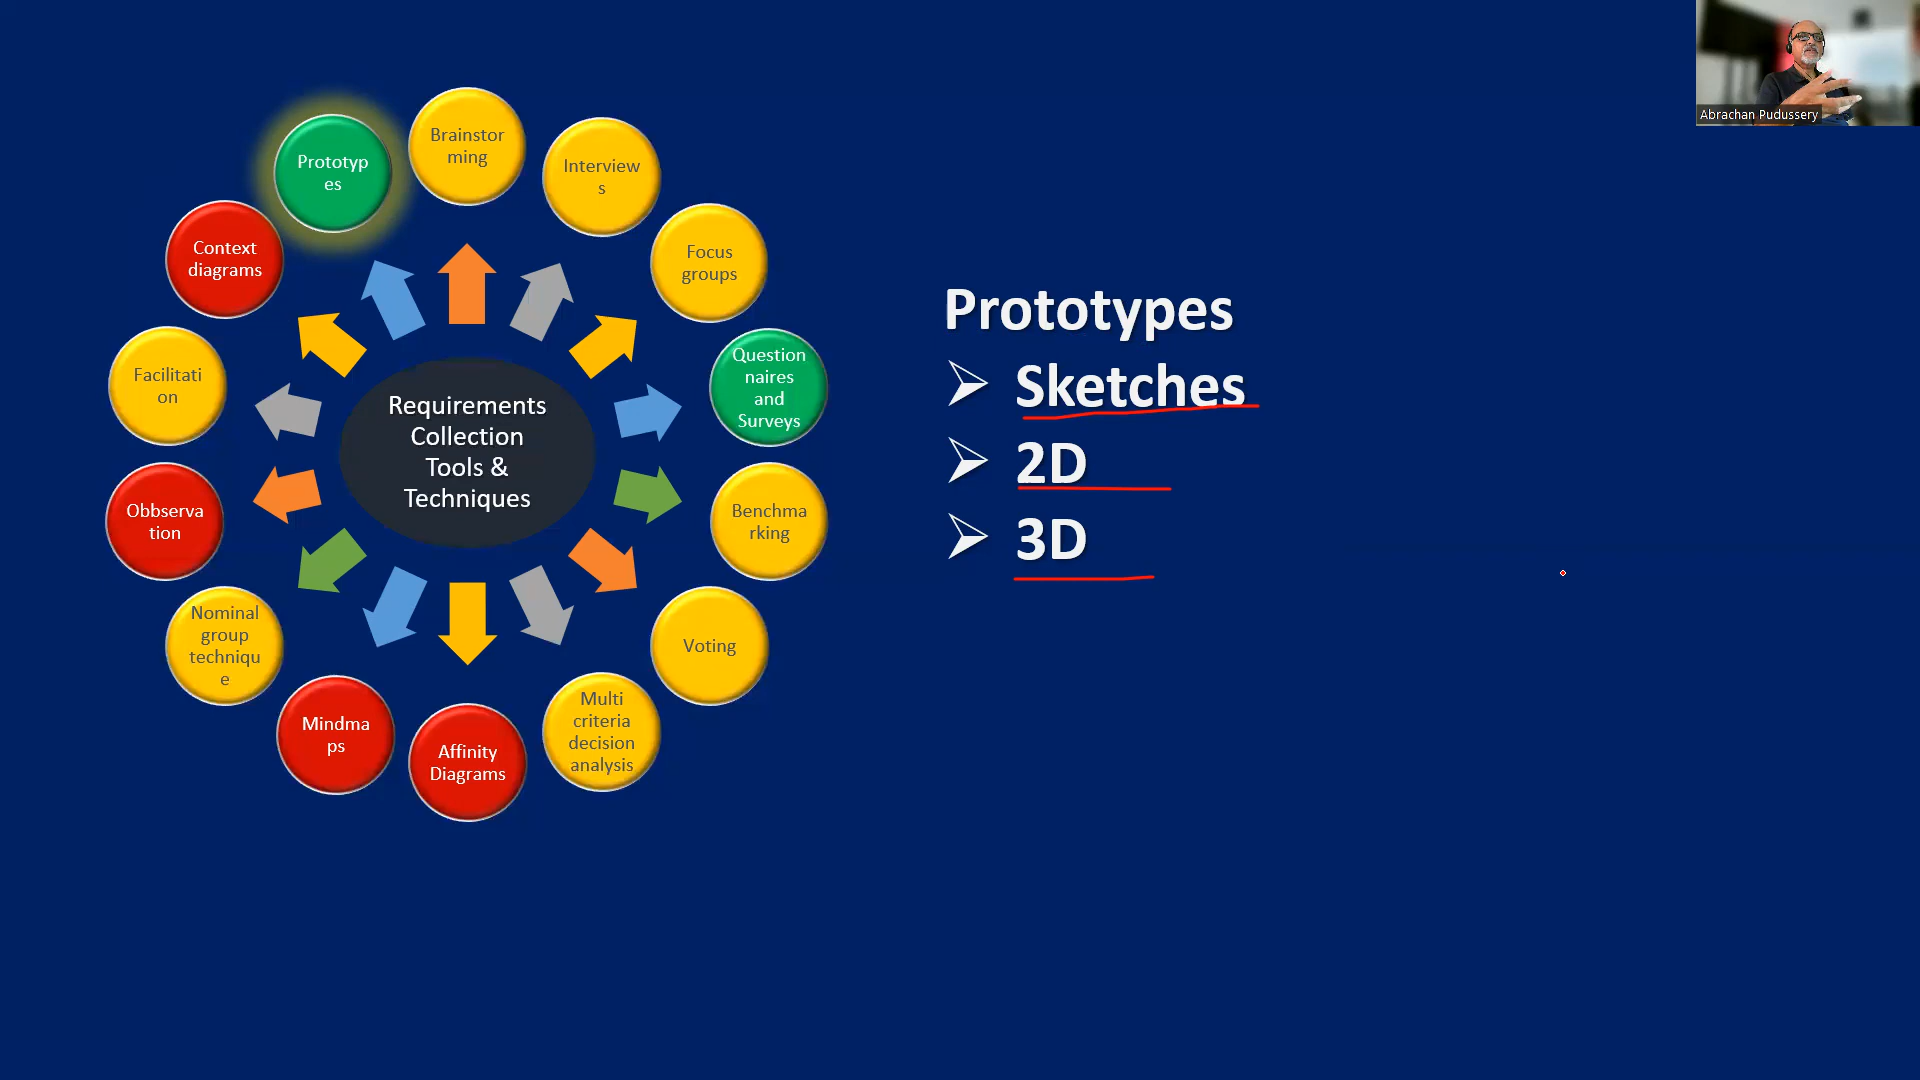 Abrachan Pudussery
Brainstor
ming
Prototyp
es
Interview
s
Context
diagrams
Focus
groups
Facilitati
on
Question
naires
and
Surveys
Requirements
Collection
Tools &
Techniques
Obbserva
tion
Benchma
rking
Nominal
group
techniqu
e
Voting
Mindma
ps
Affinity
Diagrams
Multi
criteria
decision
analysis
Prototypes
Sketches
2D
3D